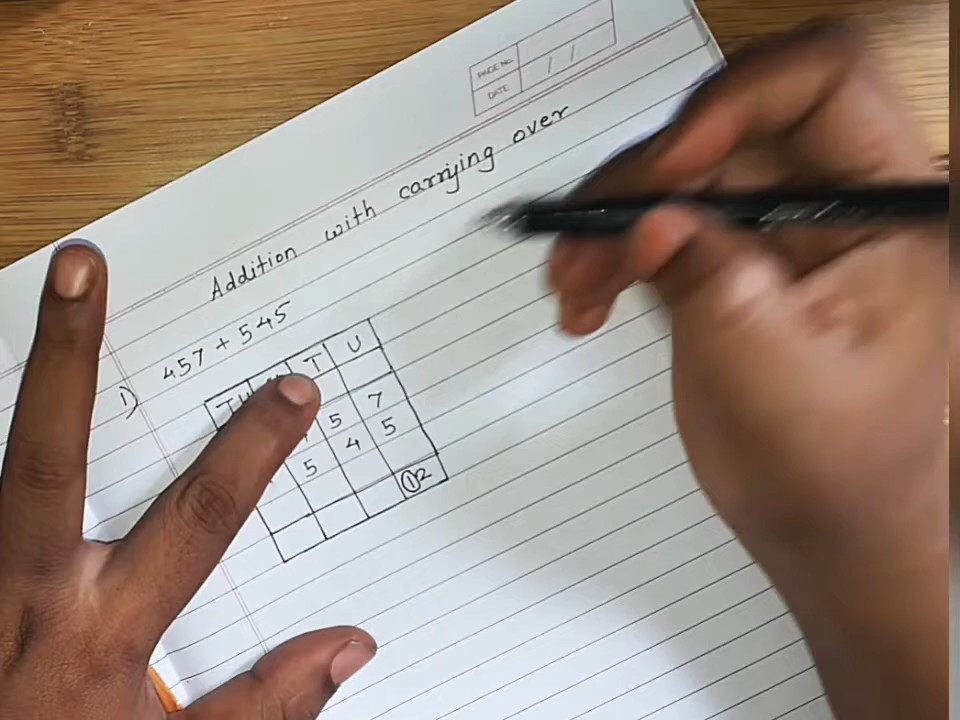 PAGE NO.
DATE / /
Addition with carrying over
1) 457 + 545
T U
5 7
5 4 5
12